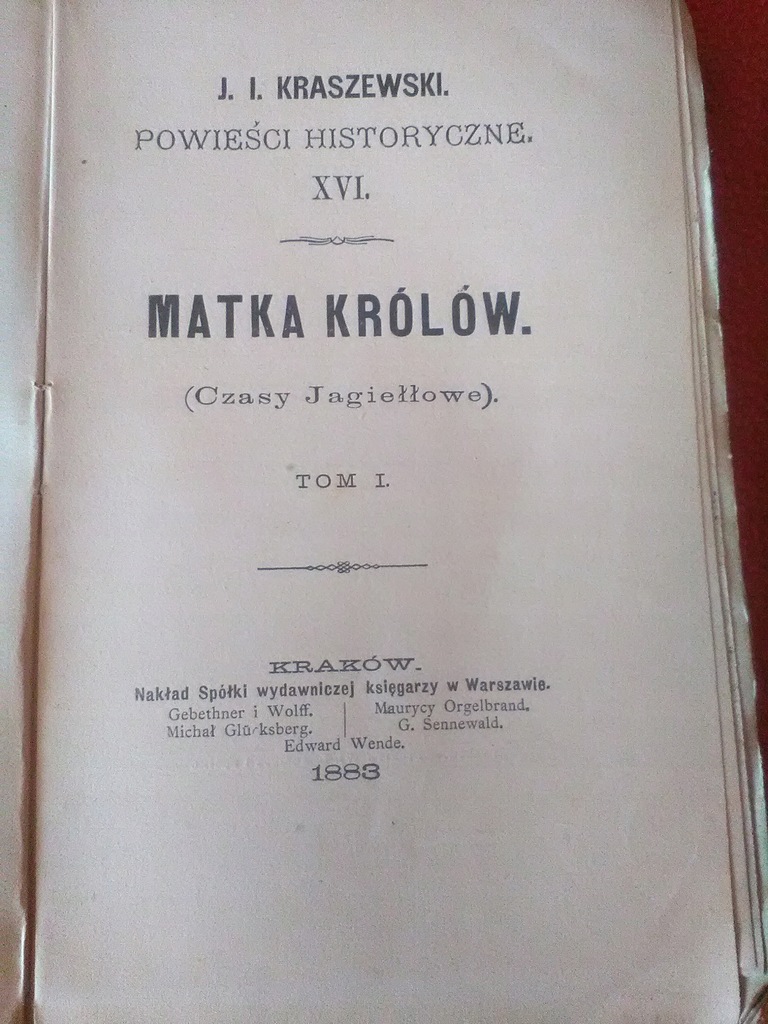 J. I. KRASZEWSKI.
POWIEŚCI HISTORYCZNE.
XVI.
MATKA KRÓLÓW.
(Czasy Jagiełłowe).
TOM I.
KRAKÓW.
Nakład Spółki wydawniczej księgarzy w Warszawie.
Gebethner i Wolff.
Michał Glücksberg.
Maurycy Orgelbrand.
G. Sennewald.
Edward Wende.
1883